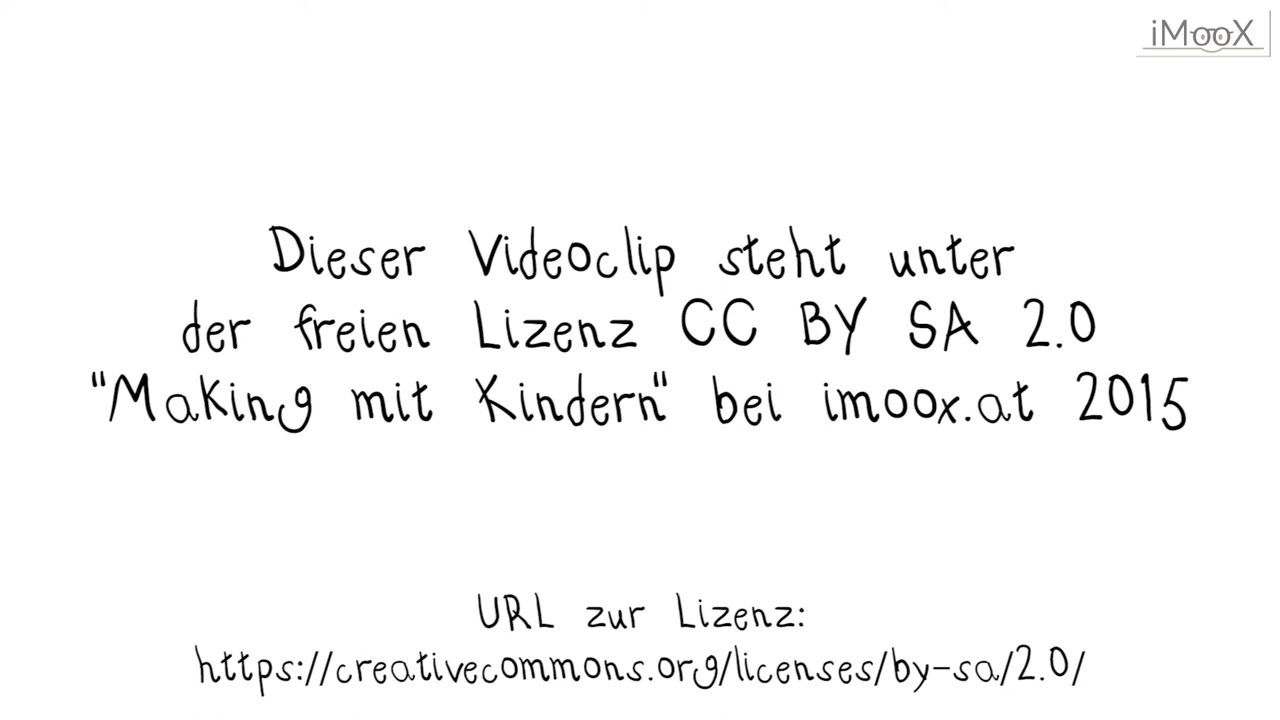 iMooX
Dieser Videoclip steht unter
der freien Lizenz CC BY SA 2.0
"Making mit Kindern" bei imoox.at 2015
URL zur Lizenz:
https://creativecommons.org/licenses/by-sa/2.0/